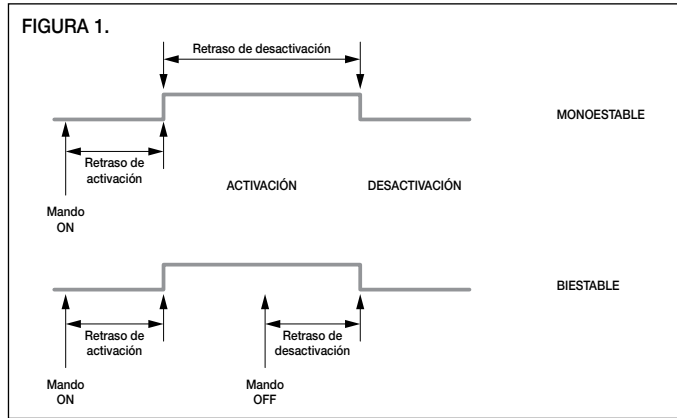 FIGURA 1.
Retraso de desactivación
MONOESTABLE
Retraso de
activación
ACTIVACIÓN
DESACTIVACIÓN
Mando
ON
BIESTABLE
Retraso de
activación
Retraso de
desactivación
Mando
ON
Mando
OFF